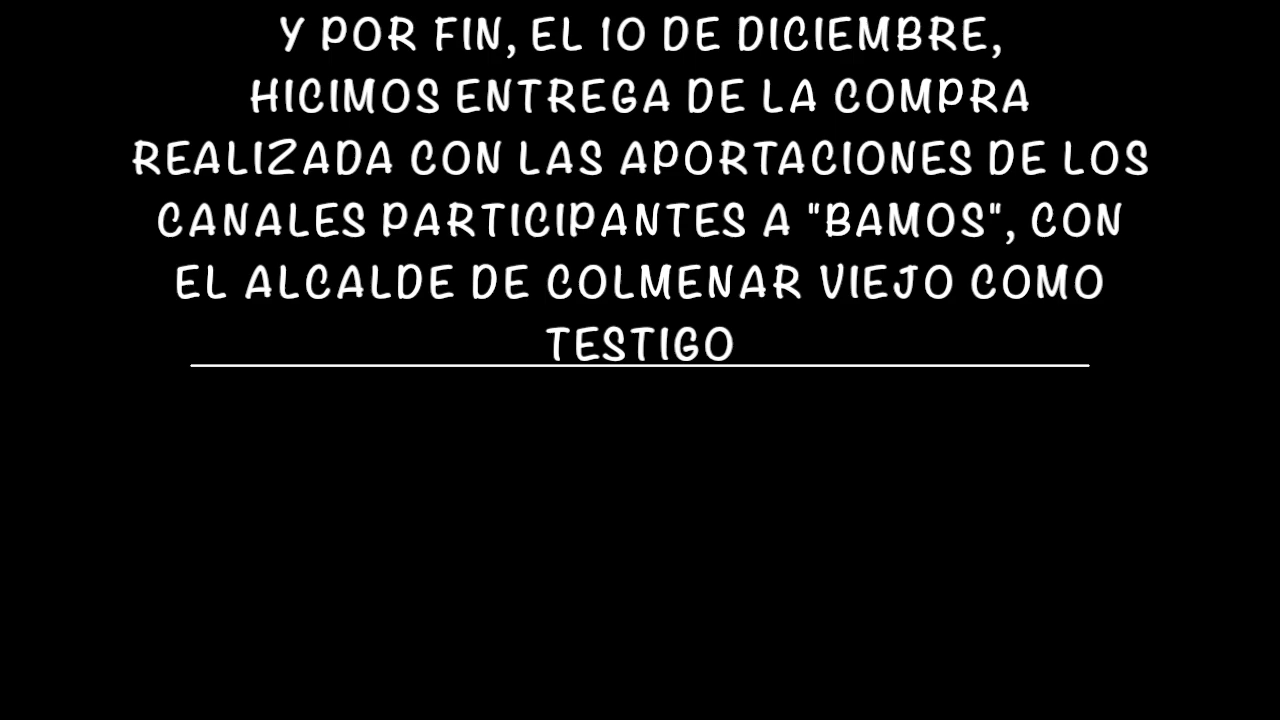 Y POR FIN, EL 10 DE DICIEMBRE,
HICIMOS ENTREGA DE LA COMPRA
REALIZADA CON LAS APORTACIONES DE LOS
CANALES PARTICIPANTES A "BAMOS", CON
EL ALCALDE DE COLMENAR VIEJO COMO
TESTIGO